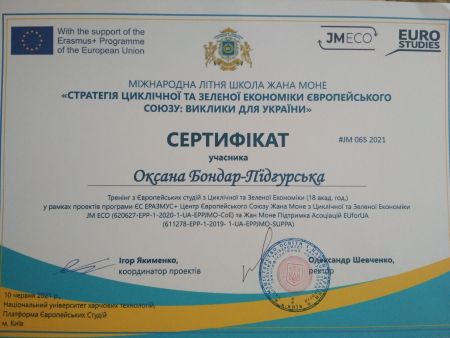 With the support of the
Erasmus+ Programme
of the European Union
JM ECO
EURO
STUDIES
МІЖНАРОДНА ЛІТНЯ ШКОЛА ЖАНА МОНЕ
«СТРАТЕГІЯ ЦИКЛІЧНОЇ ТА ЗЕЛЕНОЇ ЕКОНОМІКИ ЄВРОПЕЙСЬКОГО
СОЮЗУ: ВИКЛИКИ ДЛЯ УКРАЇНИ»
СЕРТИФІКАТ
#JM 065 2021
учасника
Оксана Бондар-Підгурська
Тренінг з Європейських студій з Циклічної та Зеленої Економіки (18 акад. год.)
у рамках проектів програми ЄС ЕРАЗМУС+ Центр Європейського Союзу Жана Моне з Циклічної та Зеленої Економіки
JM ECO (620627-EPP-1-2020-1-UA-EPPJMO-CoE) та Жан Моне Підтримка Асоціацій EUforUA
(611278-EPP-1-2019- 1-UA-EPPJMO-SUPPA)
Ігор Якименко,
координатор проектів
Олександр Шевченко,
ректор
10 червня 2021 р.,
Національний університет харчових технологій,
Платформа Європейських Студій
м. Київ